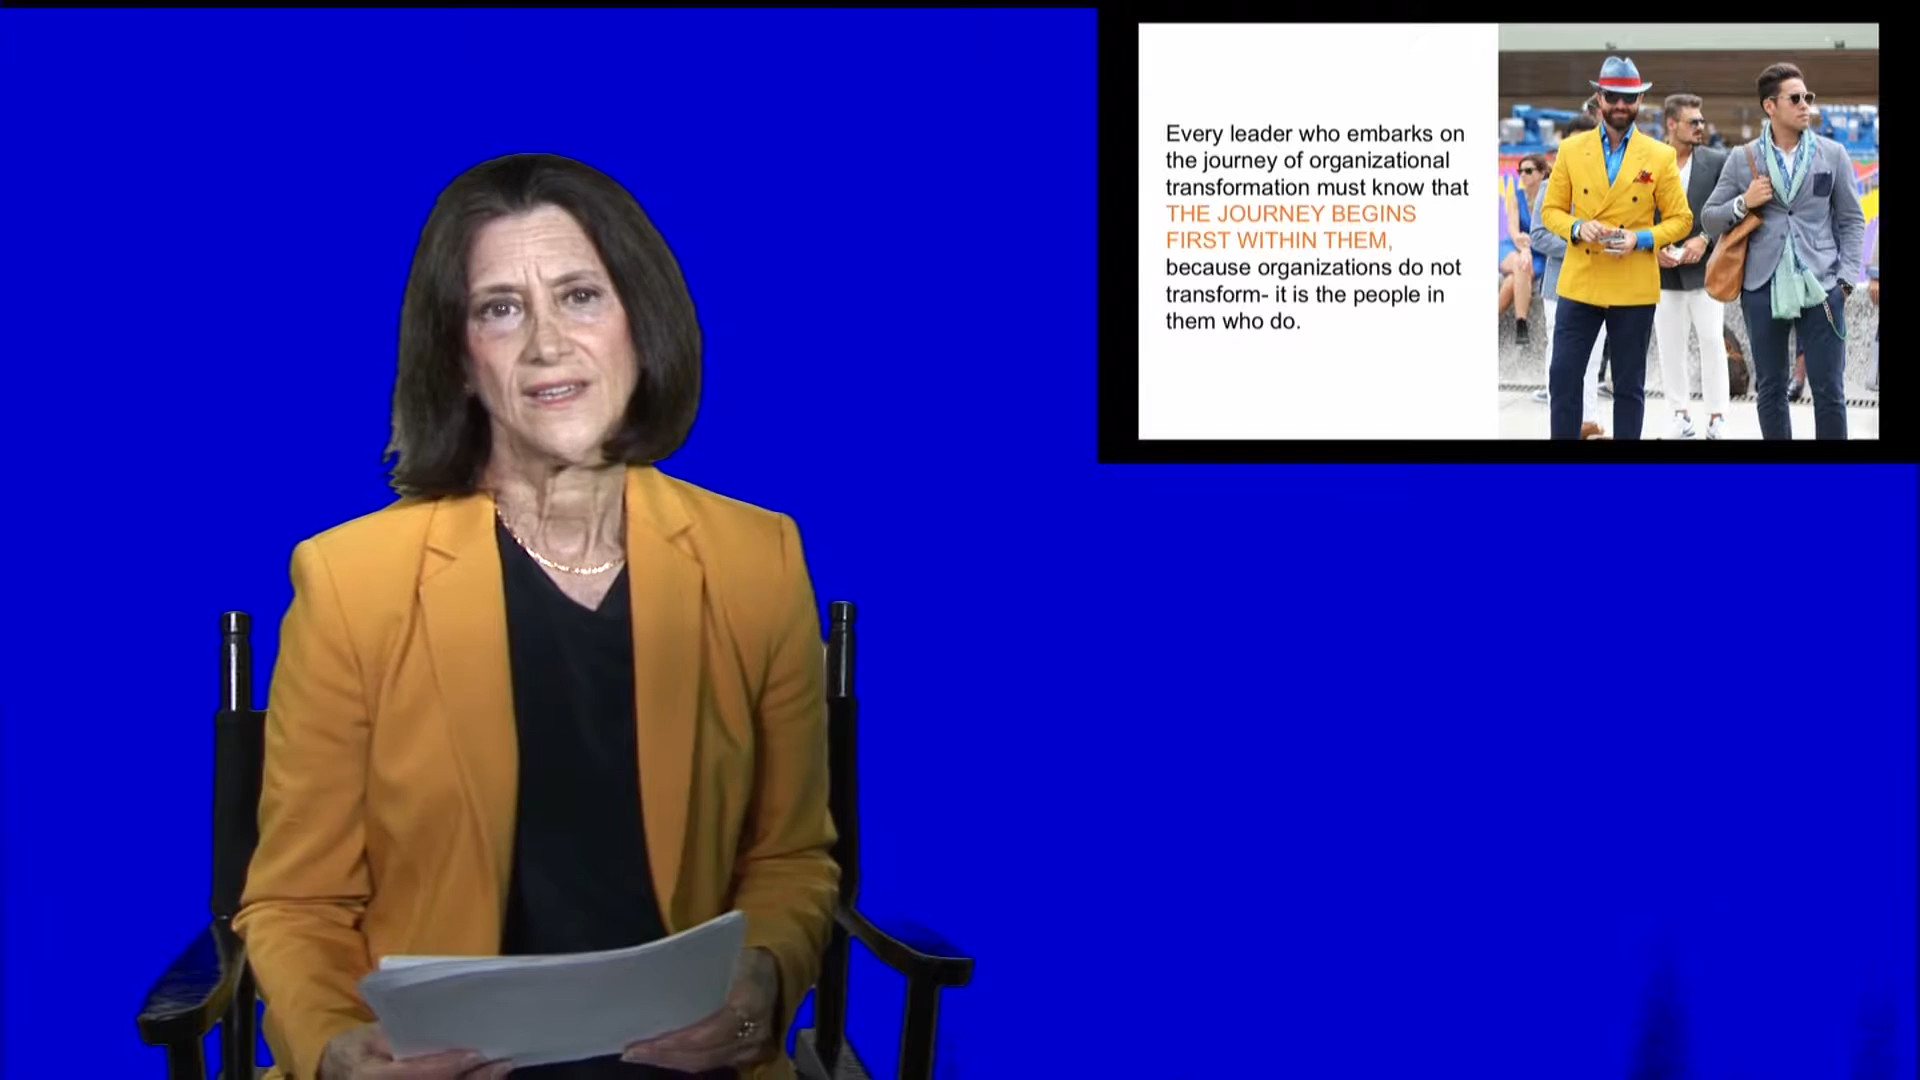 Every leader who embarks on
the journey of organizational
transformation must know that
THE JOURNEY BEGINS
FIRST WITHIN THEM,
because organizations do not
transform- it is the people in
them who do.